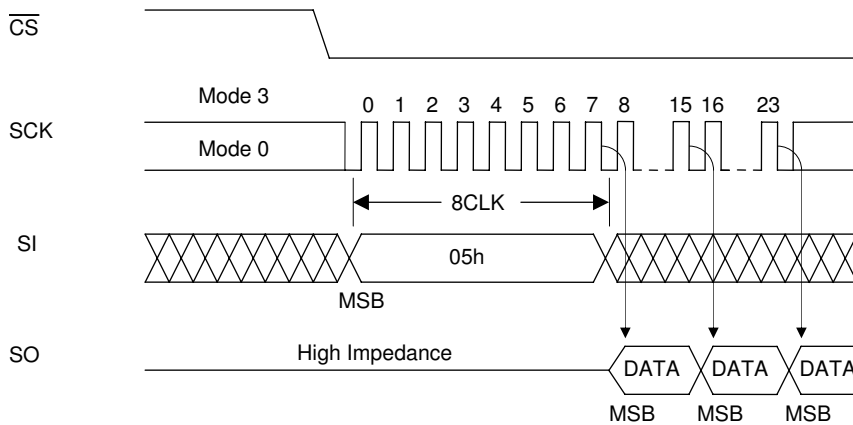 CS
Mode 3
0 1 2 3 4 5 6 7 8 15 16 23
SCK
Mode 0
8CLK
SI
05h
MSB
SO
High Impedance
DATA DATA DATA
MSB MSB MSB